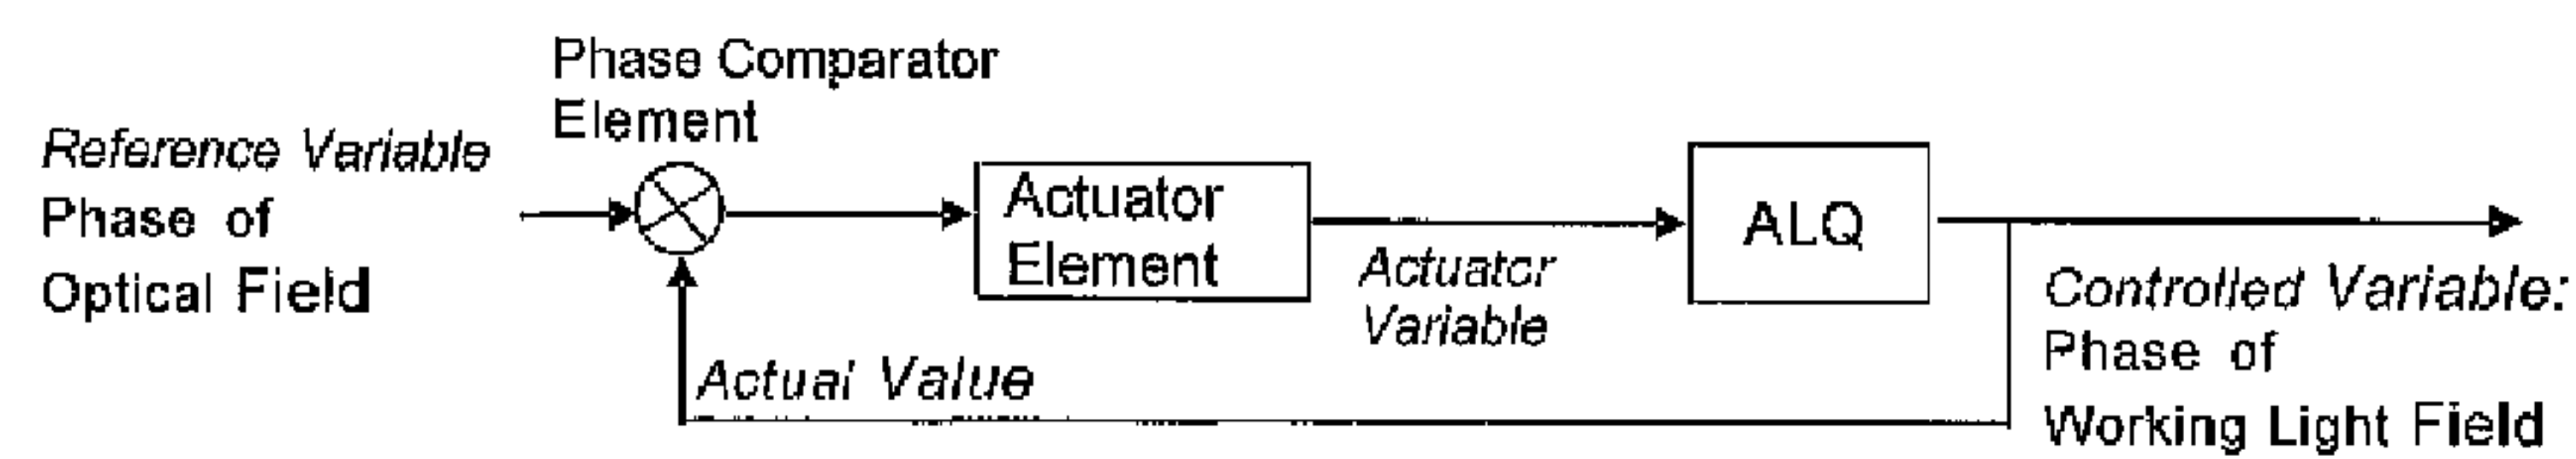 Phase Comparator
Element
Reference Variable
Phase of
Optical Field
Actuator
Element
Actuator
Variable
ALQ
Controlled Variable:
Phase of
Working Light Field
Actual Value